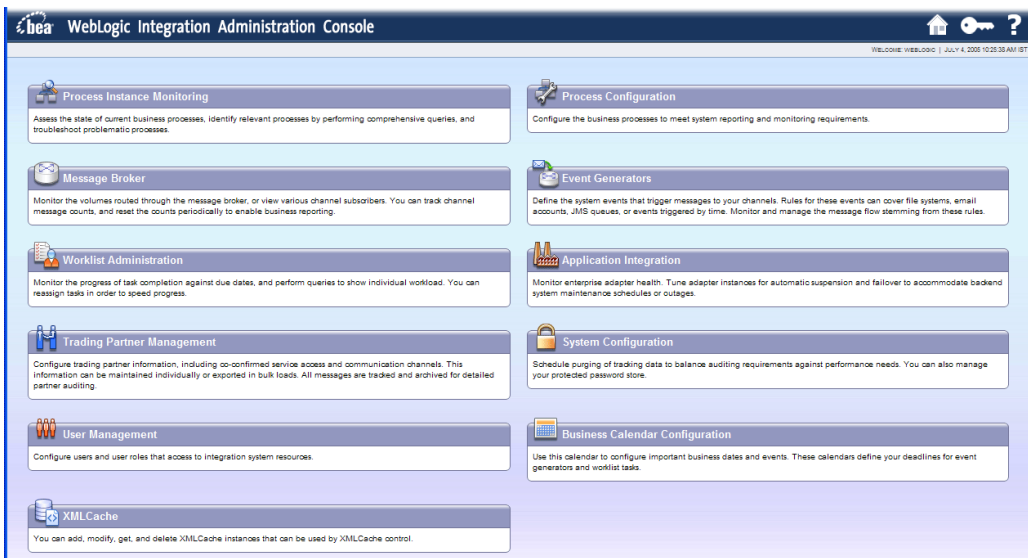 bea WebLogic Integration Administration Console
?
WELCOME: WEBLOGIC | JULY 4, 2005 10:25:38 AM IST
Process Instance Monitoring
Assess the state of current business processes, identify relevant processes by performing comprehensive queries, and
troubleshoot problematic processes.
Process Configuration
Configure the business processes to meet system reporting and monitoring requirements.
Message Broker
Monitor the volumes routed through the message broker, or view various channel subscribers. You can track channel
message counts, and reset the counts periodically to enable business reporting.
Event Generators
Define the system events that trigger messages to your channels. Rules for these events can cover file systems, email
accounts, JMS queues, or events triggered by time. Monitor and manage the message flow stemming from these rules.
Worklist Administration
Monitor the progress of task completion against due dates, and perform queries to show individual workload. You can
reassign tasks in order to speed progress.
Application Integration
Monitor enterprise adapter health. Tune adapter instances for automatic suspension and failover to accommodate backend
system maintenance schedules or outages.
Trading Partner Management
Configure trading partner information, including co-confirmed service access and communication channels. This
information can be maintained individually or exported in bulk loads. All messages are tracked and archived for detailed
partner auditing.
System Configuration
Schedule purging of tracking data to balance auditing requirements against performance needs. You can also manage
your protected password store.
User Management
Configure users and user roles that access to integration system resources.
Business Calendar Configuration
Use this calendar to configure important business dates and events. These calendars define your deadlines for event
generators and worklist tasks.
XMLCache
You can add, modify, get, and delete XMLCache instances that can be used by XMLCache control.